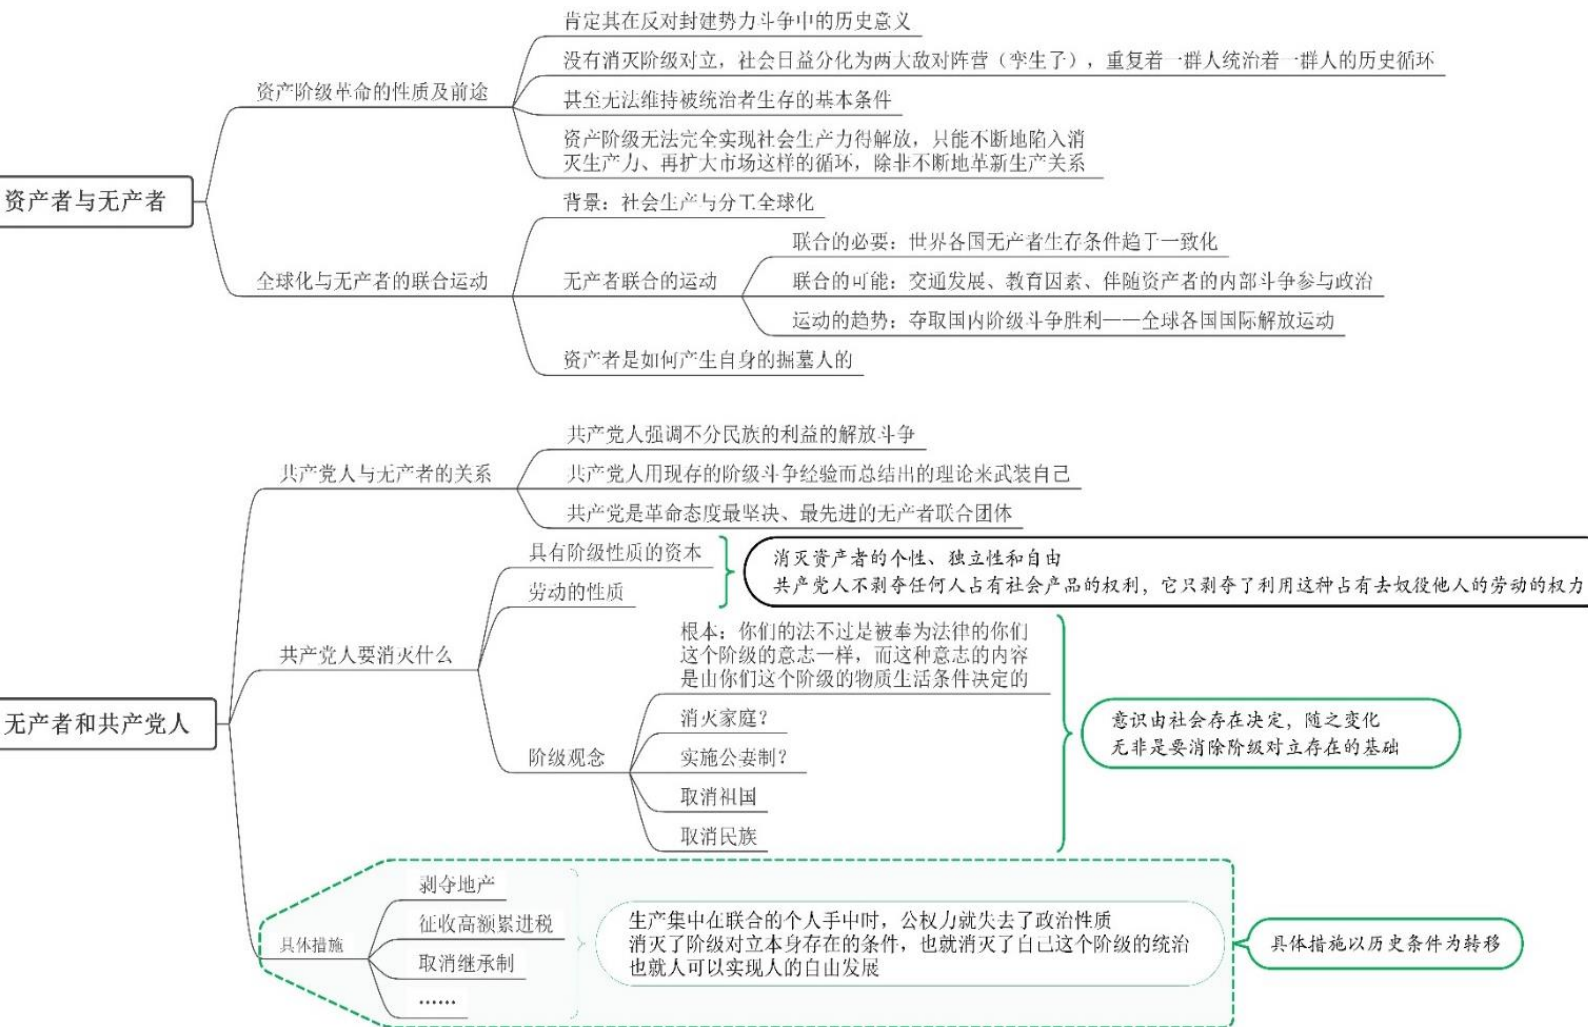 资产者与无产者
资产阶级革命的性质及前途
肯定其在反对封建势力斗争中的历史意义
没有消灭阶级对立，社会日益分化为两大敌对阵营（孪生子），重复着一群人统治着一群人的历史循环
甚至无法维持被统治者生存的基本条件
资产阶级无法完全实现社会生产力得解放，只能不断地陷入消
灭生产力、再扩大市场这样的循环，除非不断地革新生产关系
全球化与无产者的联合运动
背景：社会生产与分工全球化
无产者联合的运动
联合的必要：世界各国无产者生存条件趋于一致化
联合的可能：交通发展、教育因素、伴随资产者的内部斗争参与政治
运动的趋势：夺取国内阶级斗争胜利——全球各国国际解放运动
资产者是如何产生自身的掘墓人的
无产者和共产党人
共产党人与无产者的关系
共产党人强调不分民族的利益的解放斗争
共产党人用现存的阶级斗争经验而总结出的理论来武装自己
共产党是革命态度最坚决、最先进的无产者联合团体
共产党人要消灭什么
具有阶级性质的资本
劳动的性质
消灭资产者的个性、独立性和自由
共产党人不剥夺任何人占有社会产品的权利，它只剥夺了利用这种占有去奴役他人的劳动的权力
阶级观念
根本：你们的法不过是被奉为法律的你们
这个阶级的意志一样，而这种意志的内容
是由你们这个阶级的物质生活条件决定的
消灭家庭？
实施公妻制？
取消祖国
取消民族
意识由社会存在决定，随之变化
无非是要消除阶级对立存在的基础
具体措施
剥夺地产
征收高额累进税
取消继承制
……
生产集中在联合的个人手中时，公权力就失去了政治性质
消灭了阶级对立本身存在的条件，也就消灭了自己这个阶级的统治
也就人可以实现人的自由发展
具体措施以历史条件为转移